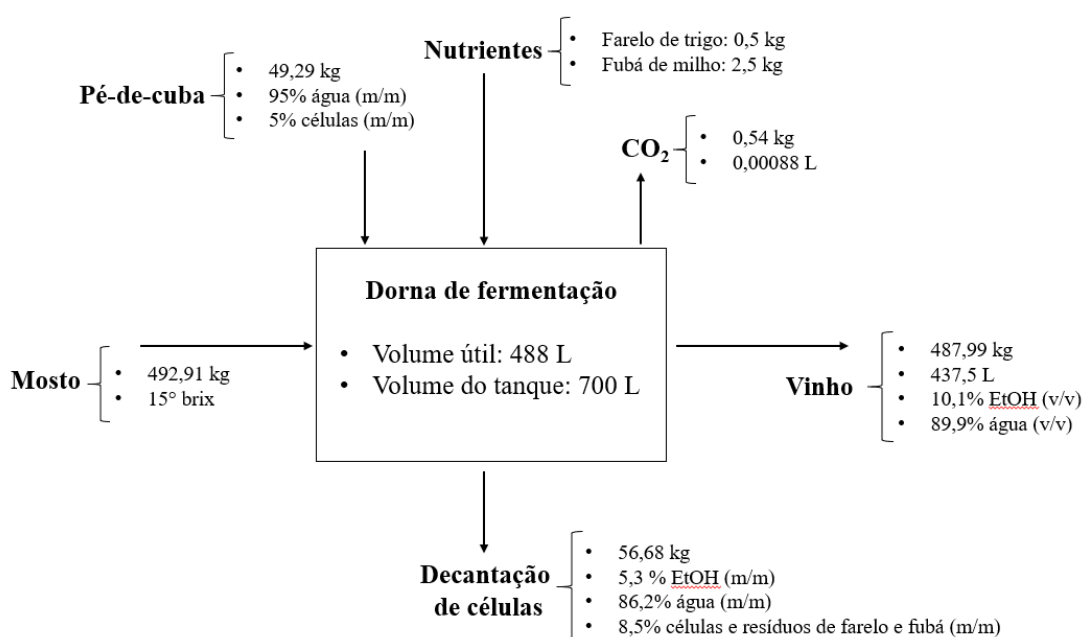 Nutrientes
• Farelo de trigo: 0,5 kg
• Fubá de milho: 2,5 kg
Pé-de-cuba
• 49,29 kg
• 95% água (m/m)
• 5% células (m/m)
CO₂
• 0,54 kg
• 0,00088 L
Dorna de fermentação
• Volume útil: 488 L
• Volume do tanque: 700 L
Mosto
• 492,91 kg
• 15° brix
Vinho
• 487,99 kg
• 437,5 L
• 10,1% EtOH (v/v)
• 89,9% água (v/v)
Decantação
de células
• 56,68 kg
• 5,3 % EtOH (m/m)
• 86,2% água (m/m)
• 8,5% células e resíduos de farelo e fubá (m/m)